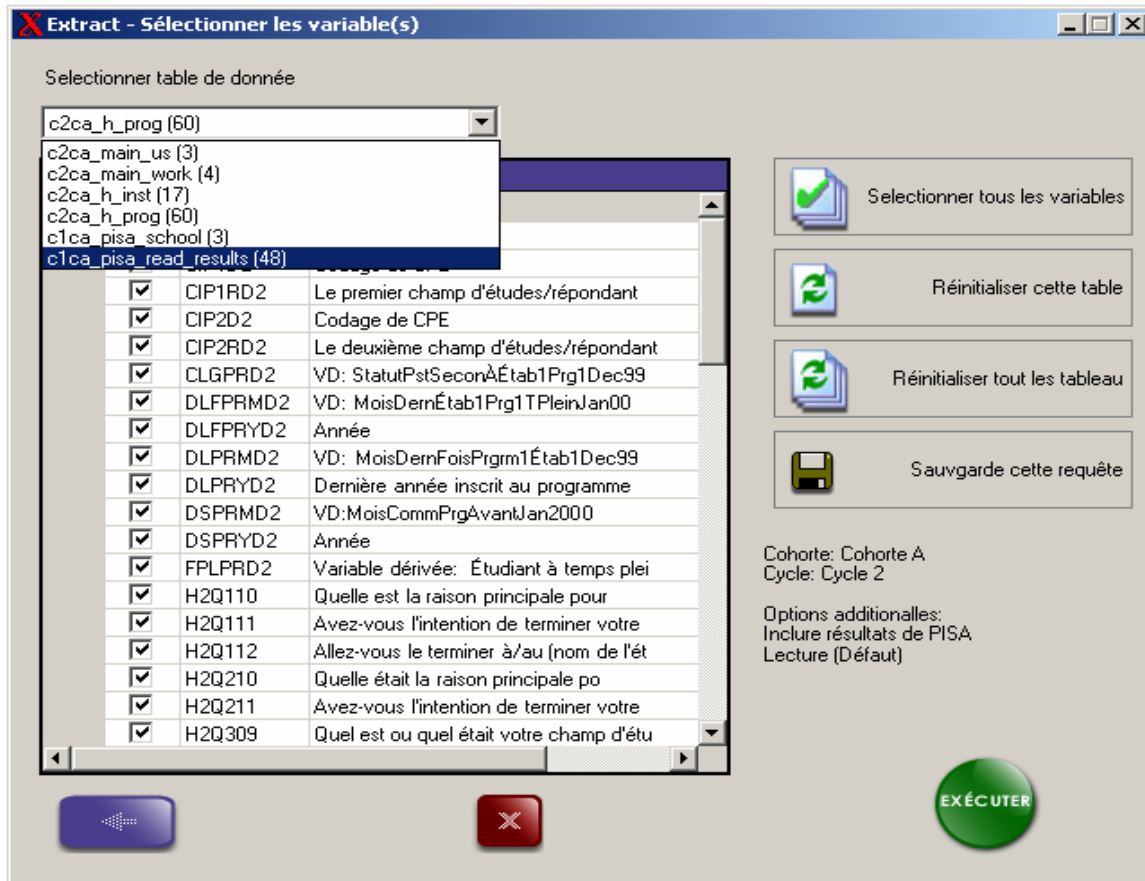 Extract - Sélectionner les variable(s)
Selectionner table de donnée
c2ca_h_prog (60)
c2ca_main_us (3)
c2ca_main_work (4)
c2ca_h_inst (17)
c2ca_h_prog (60)
c1ca_pisa_school (3)
c1ca_pisa_read_results (48)
CIP1RD2 Le premier champ d'études/répondant
CIP2D2 Codage de CPE
CIP2RD2 Le deuxième champ d'études/répondant
CLGPRD2 VD: StatutPstSeconÀÉtab1Prg1Dec99
DLFPRMD2 VD: MoisDernÉtab1Prg1TPleinJan00
DLFPRYD2 Année
DLPRMD2 VD: MoisDernFoisPrgrm1Étab1Dec99
DLPRYD2 Dernière année inscrit au programme
DSPRMD2 VD:MoisCommPrgAvantJan2000
DSPRYD2 Année
FPLPRD2 Variable dérivée: Étudiant à temps plei
H2Q110 Quelle est la raison principale pour
H2Q111 Avez-vous l'intention de terminer votre
H2Q112 Allez-vous le terminer à/au (nom de l'ét
H2Q210 Quelle était la raison principale po
H2Q211 Avez-vous l'intention de terminer votre
H2Q309 Quel est ou quel était votre champ d'étu
Selectionner tous les variables
Réinitialiser cette table
Réinitialiser tout les tableau
Sauvgarde cette requête
Cohorte: Cohorte A
Cycle: Cycle 2
Options additionalles:
Inclure résultats de PISA
Lecture (Défaut)
EXÉCUTER